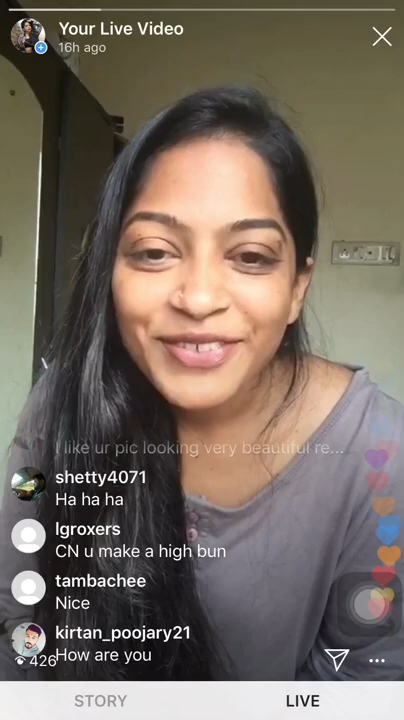 Your Live Video
16h ago
I like ur pic looking very beautiful re...
shetty4071
Ha ha ha
lgroxers
CN u make a high bun
tambachee
Nice
kirtan_poojary21
426 How are you
STORY LIVE